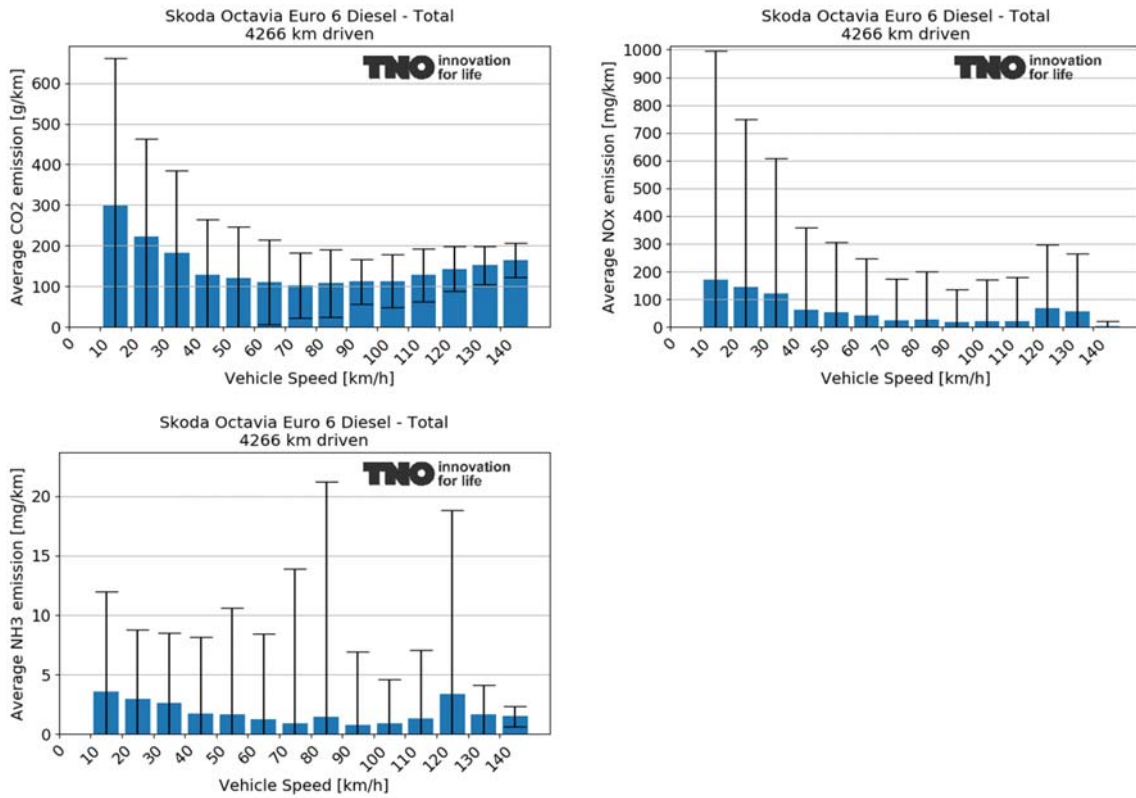 Skoda Octavia Euro 6 Diesel - Total
4266 km driven
TNO innovation
for life
Average CO2 emission [g/km]
600
500
400
300
200
100
0
0 10 20 30 40 50 60 70 80 90 100 110 120 130 140
Vehicle Speed [km/h]
Skoda Octavia Euro 6 Diesel - Total
4266 km driven
TNO innovation
for life
Average NOx emission [mg/km]
1000
900
800
700
600
500
400
300
200
100
0
0 10 20 30 40 50 60 70 80 90 100 110 120 130 140
Vehicle Speed [km/h]
Skoda Octavia Euro 6 Diesel - Total
4266 km driven
TNO innovation
for life
Average NH3 emission [mg/km]
20
15
10
5
0
0 10 20 30 40 50 60 70 80 90 100 110 120 130 140
Vehicle Speed [km/h]